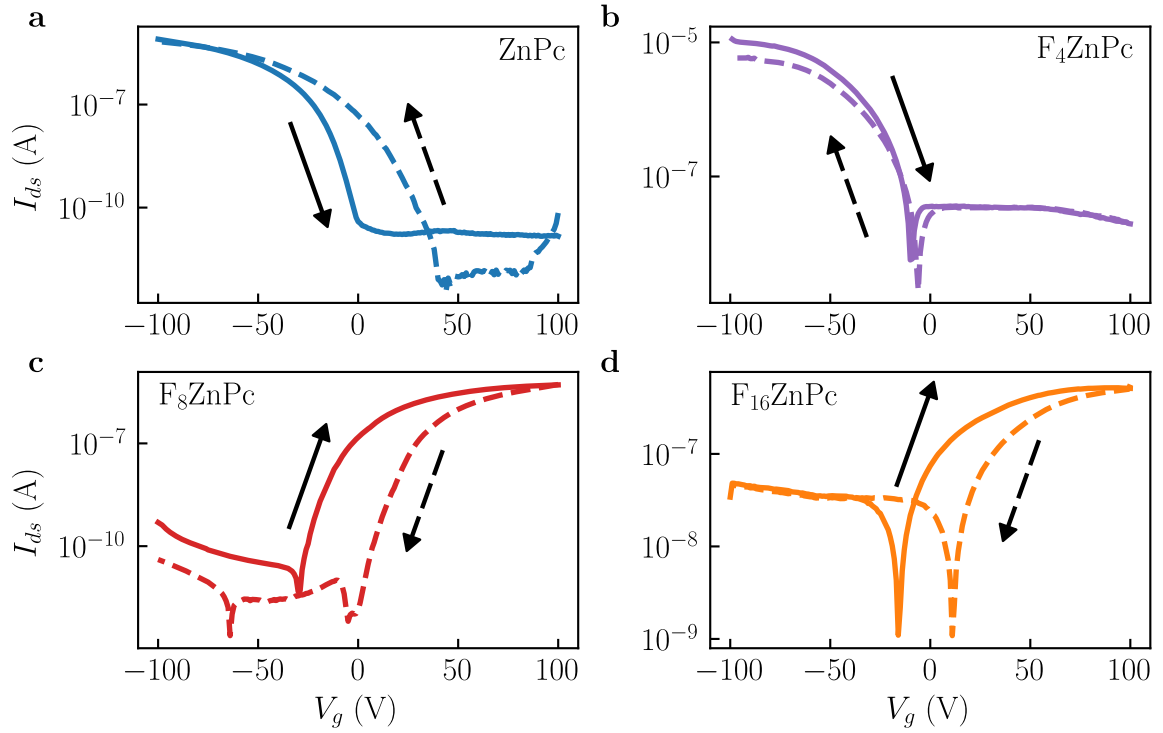 a
ZnPc
I_ds (A)
10⁻⁷
10⁻¹⁰
−100 −50 0 50 100
b
F₄ZnPc
10⁻⁵
10⁻⁷
−100 −50 0 50 100
c
F₈ZnPc
I_ds (A)
10⁻⁷
10⁻¹⁰
−100 −50 0 50 100
V_g (V)
d
F₁₆ZnPc
10⁻⁷
10⁻⁸
10⁻⁹
−100 −50 0 50 100
V_g (V)